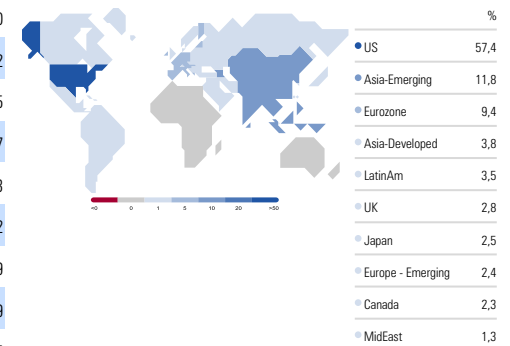 %
US 57,4
Asia-Emerging 11,8
Eurozone 9,4
Asia-Developed 3,8
LatinAm 3,5
UK 2,8
Japan 2,5
Europe - Emerging 2,4
Canada 2,3
MidEast 1,3
<0 0 1 5 10 20 >50